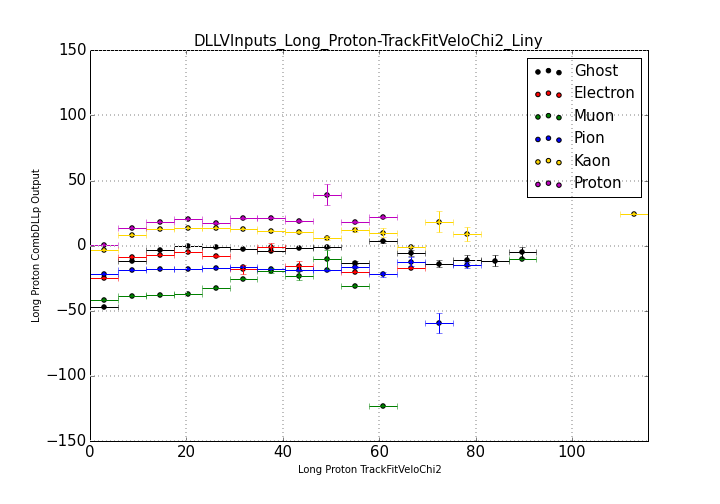 DLLVInputs_Long_Proton-TrackFitVeloChi2_Liny
150
100
50
0
−50
−100
−150
Long Proton CombDLLp Output
Ghost
Electron
Muon
Pion
Kaon
Proton
0 20 40 60 80 100
Long Proton TrackFitVeloChi2